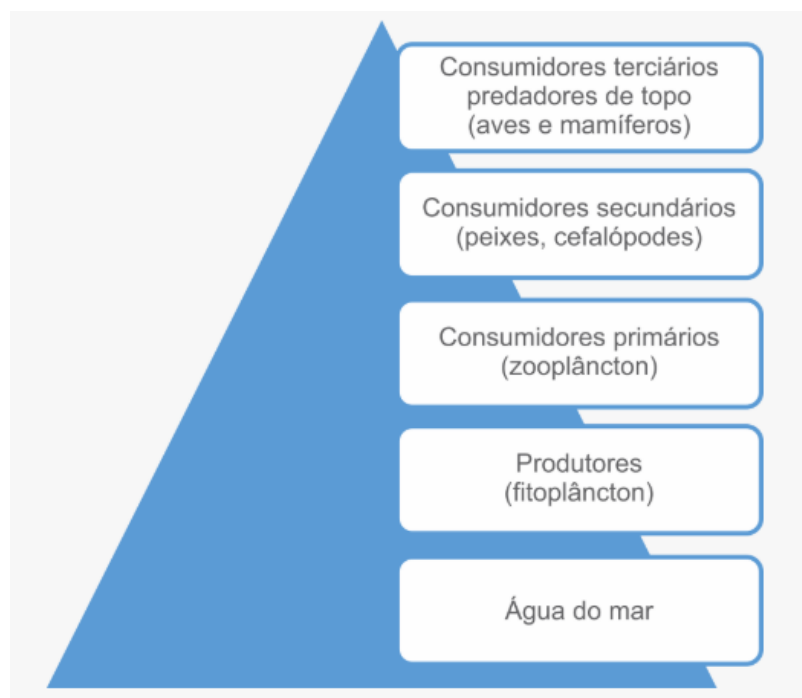 Consumidores terciários
predadores de topo
(aves e mamíferos)
Consumidores secundários
(peixes, cefalópodes)
Consumidores primários
(zooplâncton)
Produtores
(fitoplâncton)
Água do mar